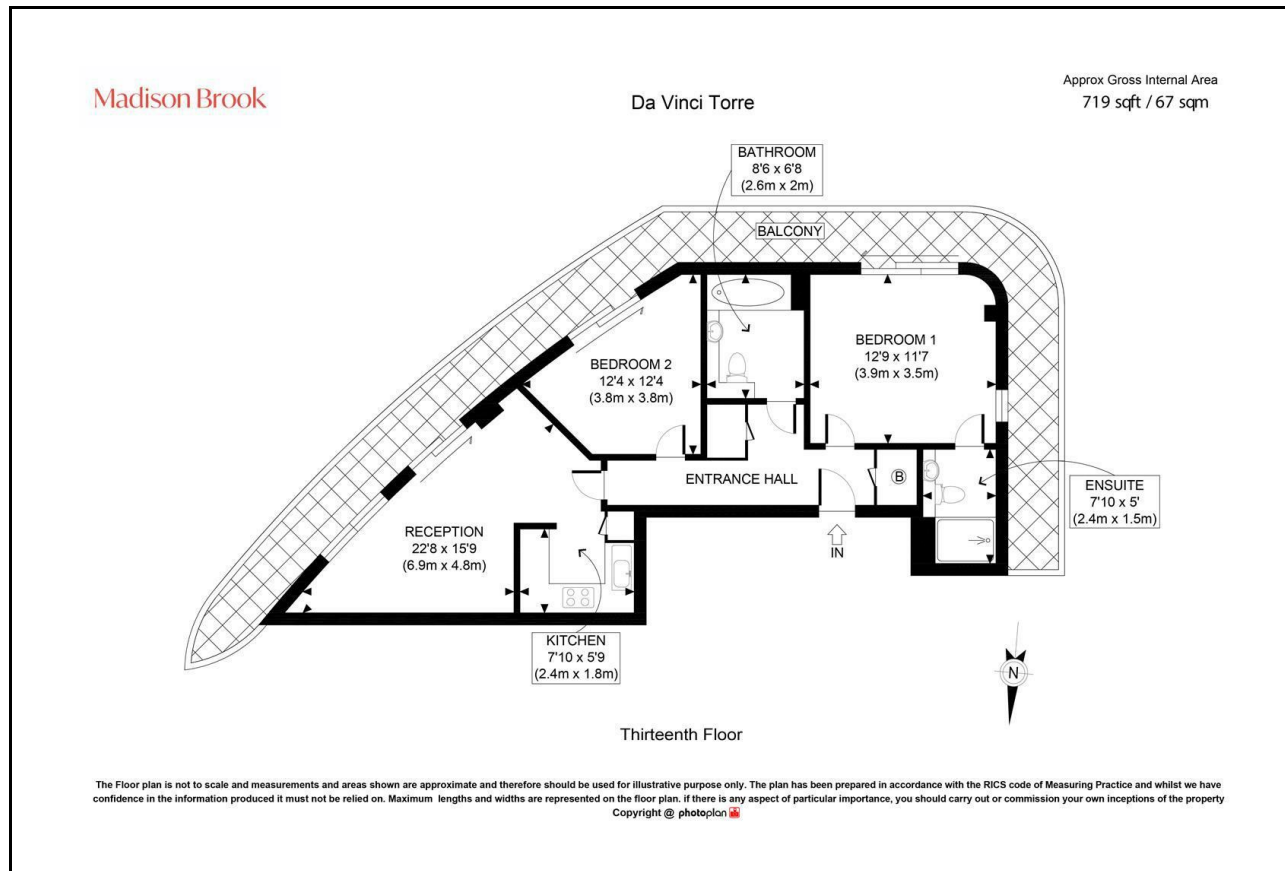 Madison Brook
Da Vinci Torre
Approx Gross Internal Area
719 sqft / 67 sqm
BATHROOM
8'6 x 6'8
(2.6m x 2m)
BALCONY
BEDROOM 1
12'9 x 11'7
(3.9m x 3.5m)
BEDROOM 2
12'4 x 12'4
(3.8m x 3.8m)
ENTRANCE HALL
B
ENSUITE
7'10 x 5'
(2.4m x 1.5m)
RECEPTION
22'8 x 15'9
(6.9m x 4.8m)
IN
KITCHEN
7'10 x 5'9
(2.4m x 1.8m)
N
Thirteenth Floor
The Floor plan is not to scale and measurements and areas shown are approximate and therefore should be used for illustrative purpose only. The plan has been prepared in accordance with the RICS code of Measuring Practice and whilst we have
confidence in the information produced it must not be relied on. Maximum lengths and widths are represented on the floor plan. if there is any aspect of particular importance, you should carry out or commission your own inceptions of the property
Copyright @ photoplan